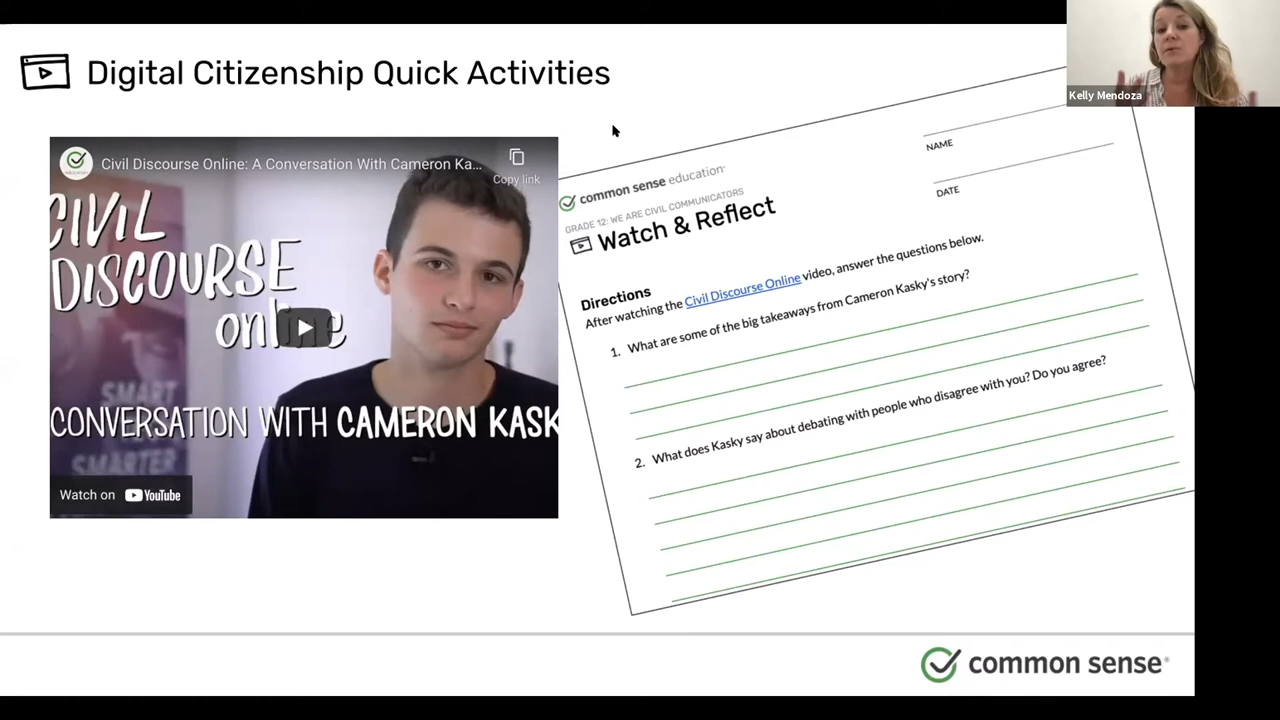 Digital Citizenship Quick Activities
Kelly Mendoza
Civil Discourse Online: A Conversation With Cameron Ka...
Copy link
education
CIVIL
DISCOURSE
online
SMART
SMARTER
CONVERSATION WITH CAMERON KASK
Watch on YouTube
common sense education
NAME
DATE
GRADE 12: WE ARE CIVIL COMMUNICATORS
Watch & Reflect
Directions
After watching the Civil Discourse Online video, answer the questions below.
1. What are some of the big takeaways from Cameron Kasky's story?
2. What does Kasky say about debating with people who disagree with you? Do you agree?
common sense®